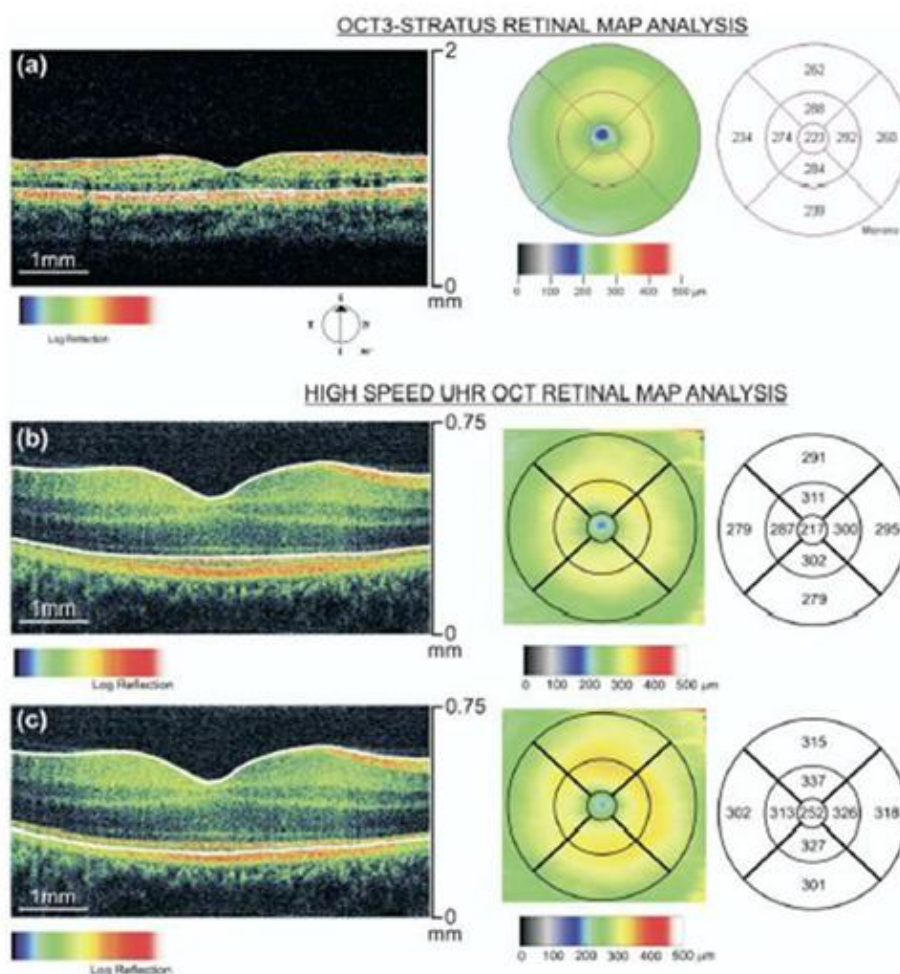 OCT3-STRATUS RETINAL MAP ANALYSIS
(a)
2
0
mm
1mm
Log Reflection
T N
I
262
288
234 274 223 292 260
284
239
Microns
0 100 200 300 400 500 µm
HIGH SPEED UHR OCT RETINAL MAP ANALYSIS
(b)
0.75
0
mm
1mm
Log Reflection
291
311
279 287 217 300 295
302
279
0 100 200 300 400 500 µm
(c)
0.75
0
mm
1mm
Log Reflection
315
337
302 313 252 326 318
327
301
0 100 200 300 400 500 µm